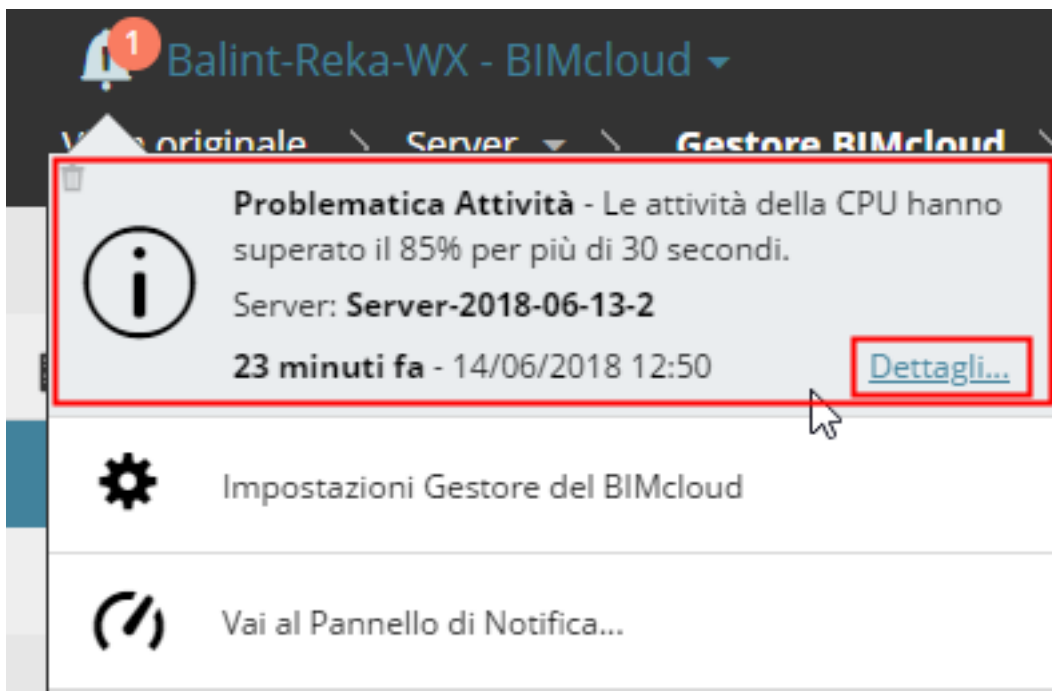 1
Balint-Reka-WX - BIMcloud
originale Server Gestore BIMcloud
Problematica Attività - Le attività della CPU hanno
superato il 85% per più di 30 secondi.
Server: Server-2018-06-13-2
23 minuti fa - 14/06/2018 12:50
Dettagli...
Impostazioni Gestore del BIMcloud
Vai al Pannello di Notifica...